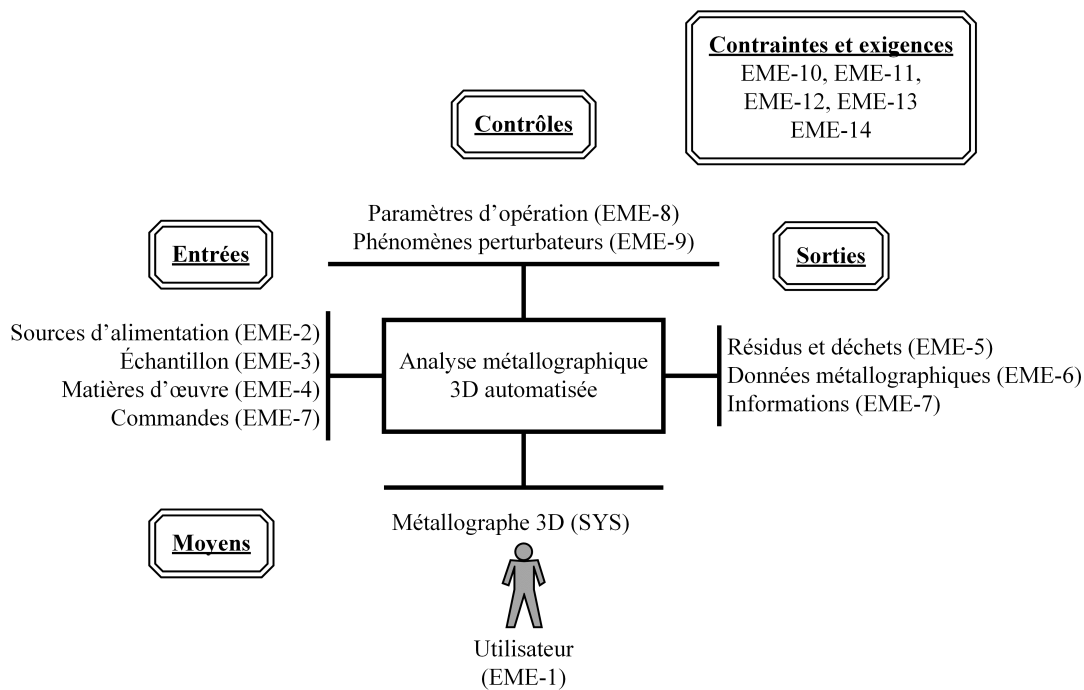 Contraintes et exigences
EME-10, EME-11,
EME-12, EME-13
EME-14
Contrôles
Paramètres d’opération (EME-8)
Phénomènes perturbateurs (EME-9)
Entrées
Sorties
Sources d’alimentation (EME-2)
Échantillon (EME-3)
Matières d’œuvre (EME-4)
Commandes (EME-7)
Analyse métallographique
3D automatisée
Résidus et déchets (EME-5)
Données métallographiques (EME-6)
Informations (EME-7)
Moyens
Métallographe 3D (SYS)
Utilisateur
(EME-1)